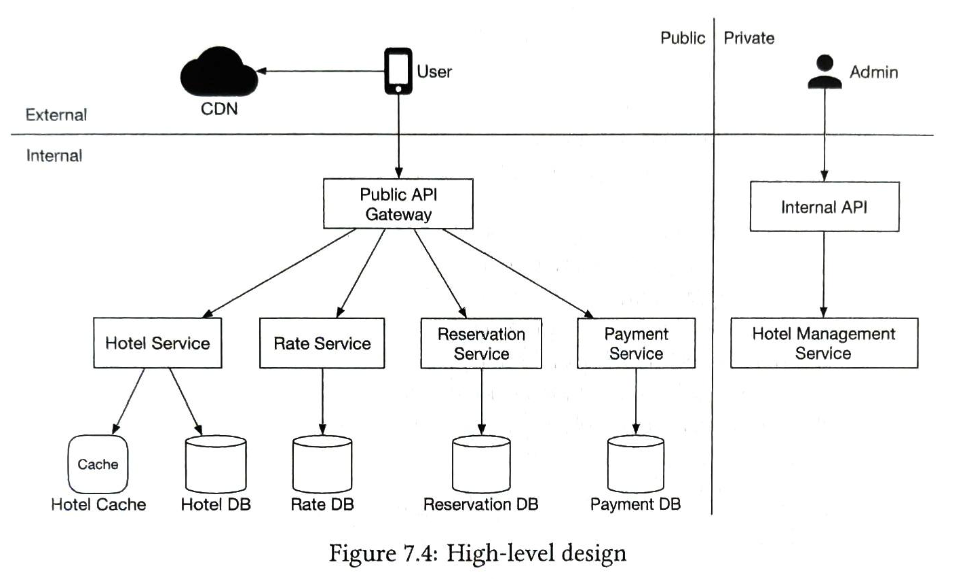 Public
Private
User
Admin
CDN
External
Internal
Public API
Gateway
Internal API
Hotel Service
Rate Service
Reservation
Service
Payment
Service
Hotel Management
Service
Cache
Hotel Cache
Hotel DB
Rate DB
Reservation DB
Payment DB
Figure 7.4: High-level design